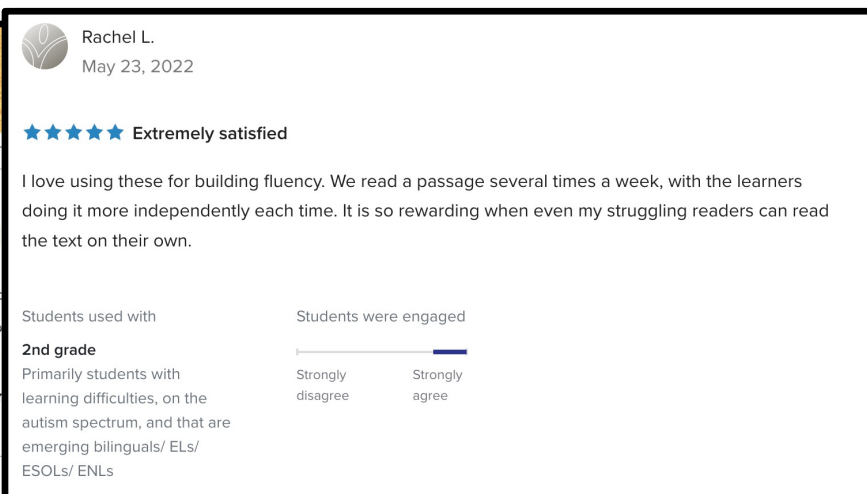 Rachel L.
May 23, 2022
Extremely satisfied
I love using these for building fluency. We read a passage several times a week, with the learners
doing it more independently each time. It is so rewarding when even my struggling readers can read
the text on their own.
Students used with
2nd grade
Primarily students with
learning difficulties, on the
autism spectrum, and that are
emerging bilinguals/ ELs/
ESOLs/ ENLs
Students were engaged
Strongly disagree
Strongly agree